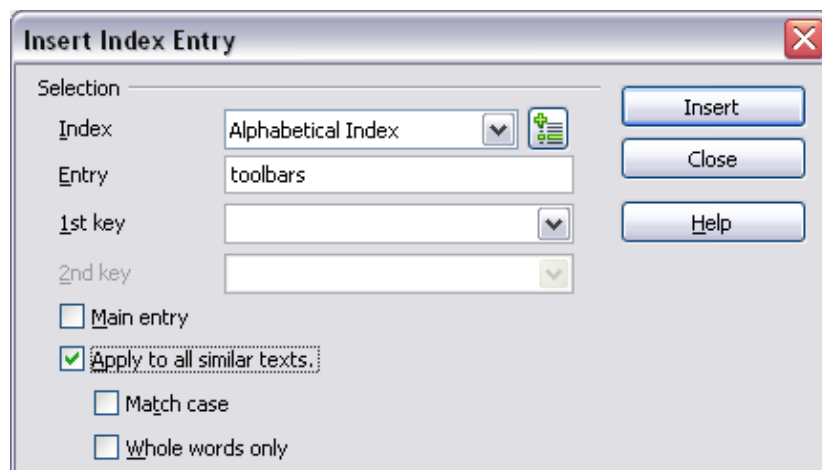 Insert Index Entry
Selection
Index Alphabetical Index Insert
Entry toolbars Close
1st key Help
2nd key
Main entry
Apply to all similar texts.
Match case
Whole words only